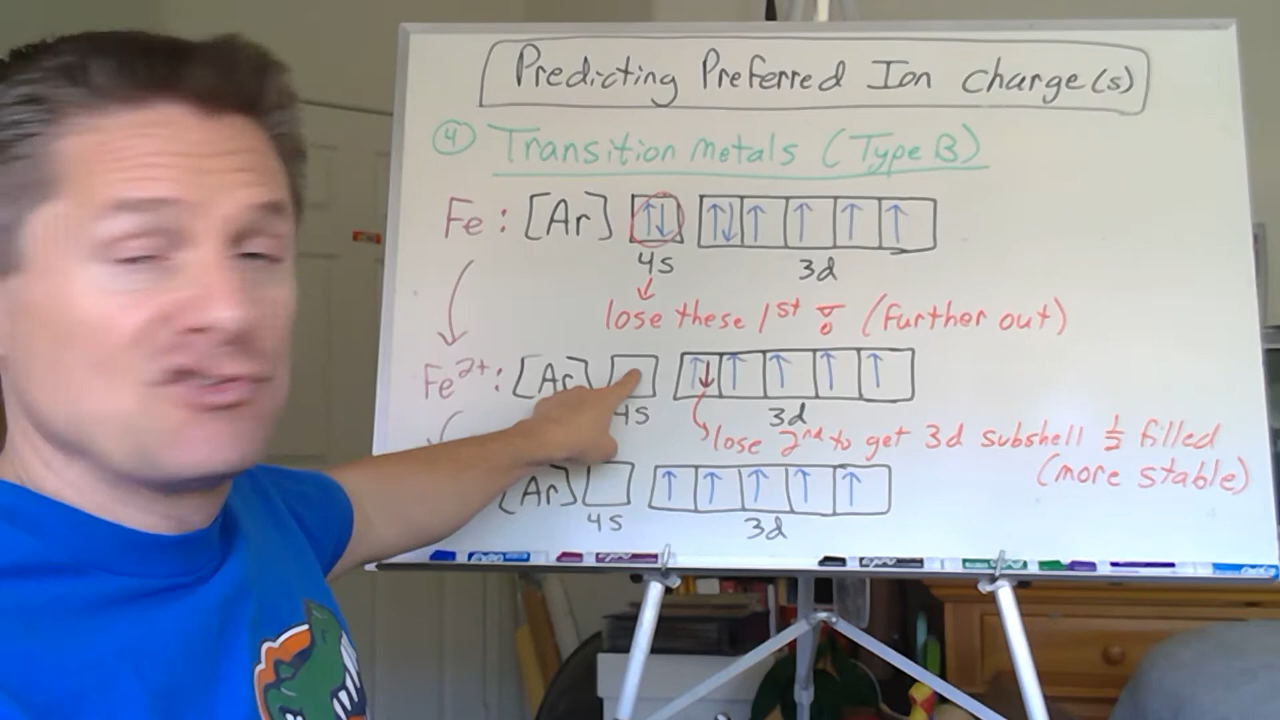 Predicting Preferred Ion Charge(s)
④ Transition metals (Type B)
Fe: [Ar] ↑↓ ↑↓ ↑ ↑ ↑ ↑
4s 3d
lose these 1st (further out)
Fe²⁺: [Ar] ↑↓ ↑ ↑ ↑ ↑
4s 3d
lose 2nd to get 3d subshell ½ filled
(more stable)
[Ar] ↑ ↑ ↑ ↑ ↑
4s 3d